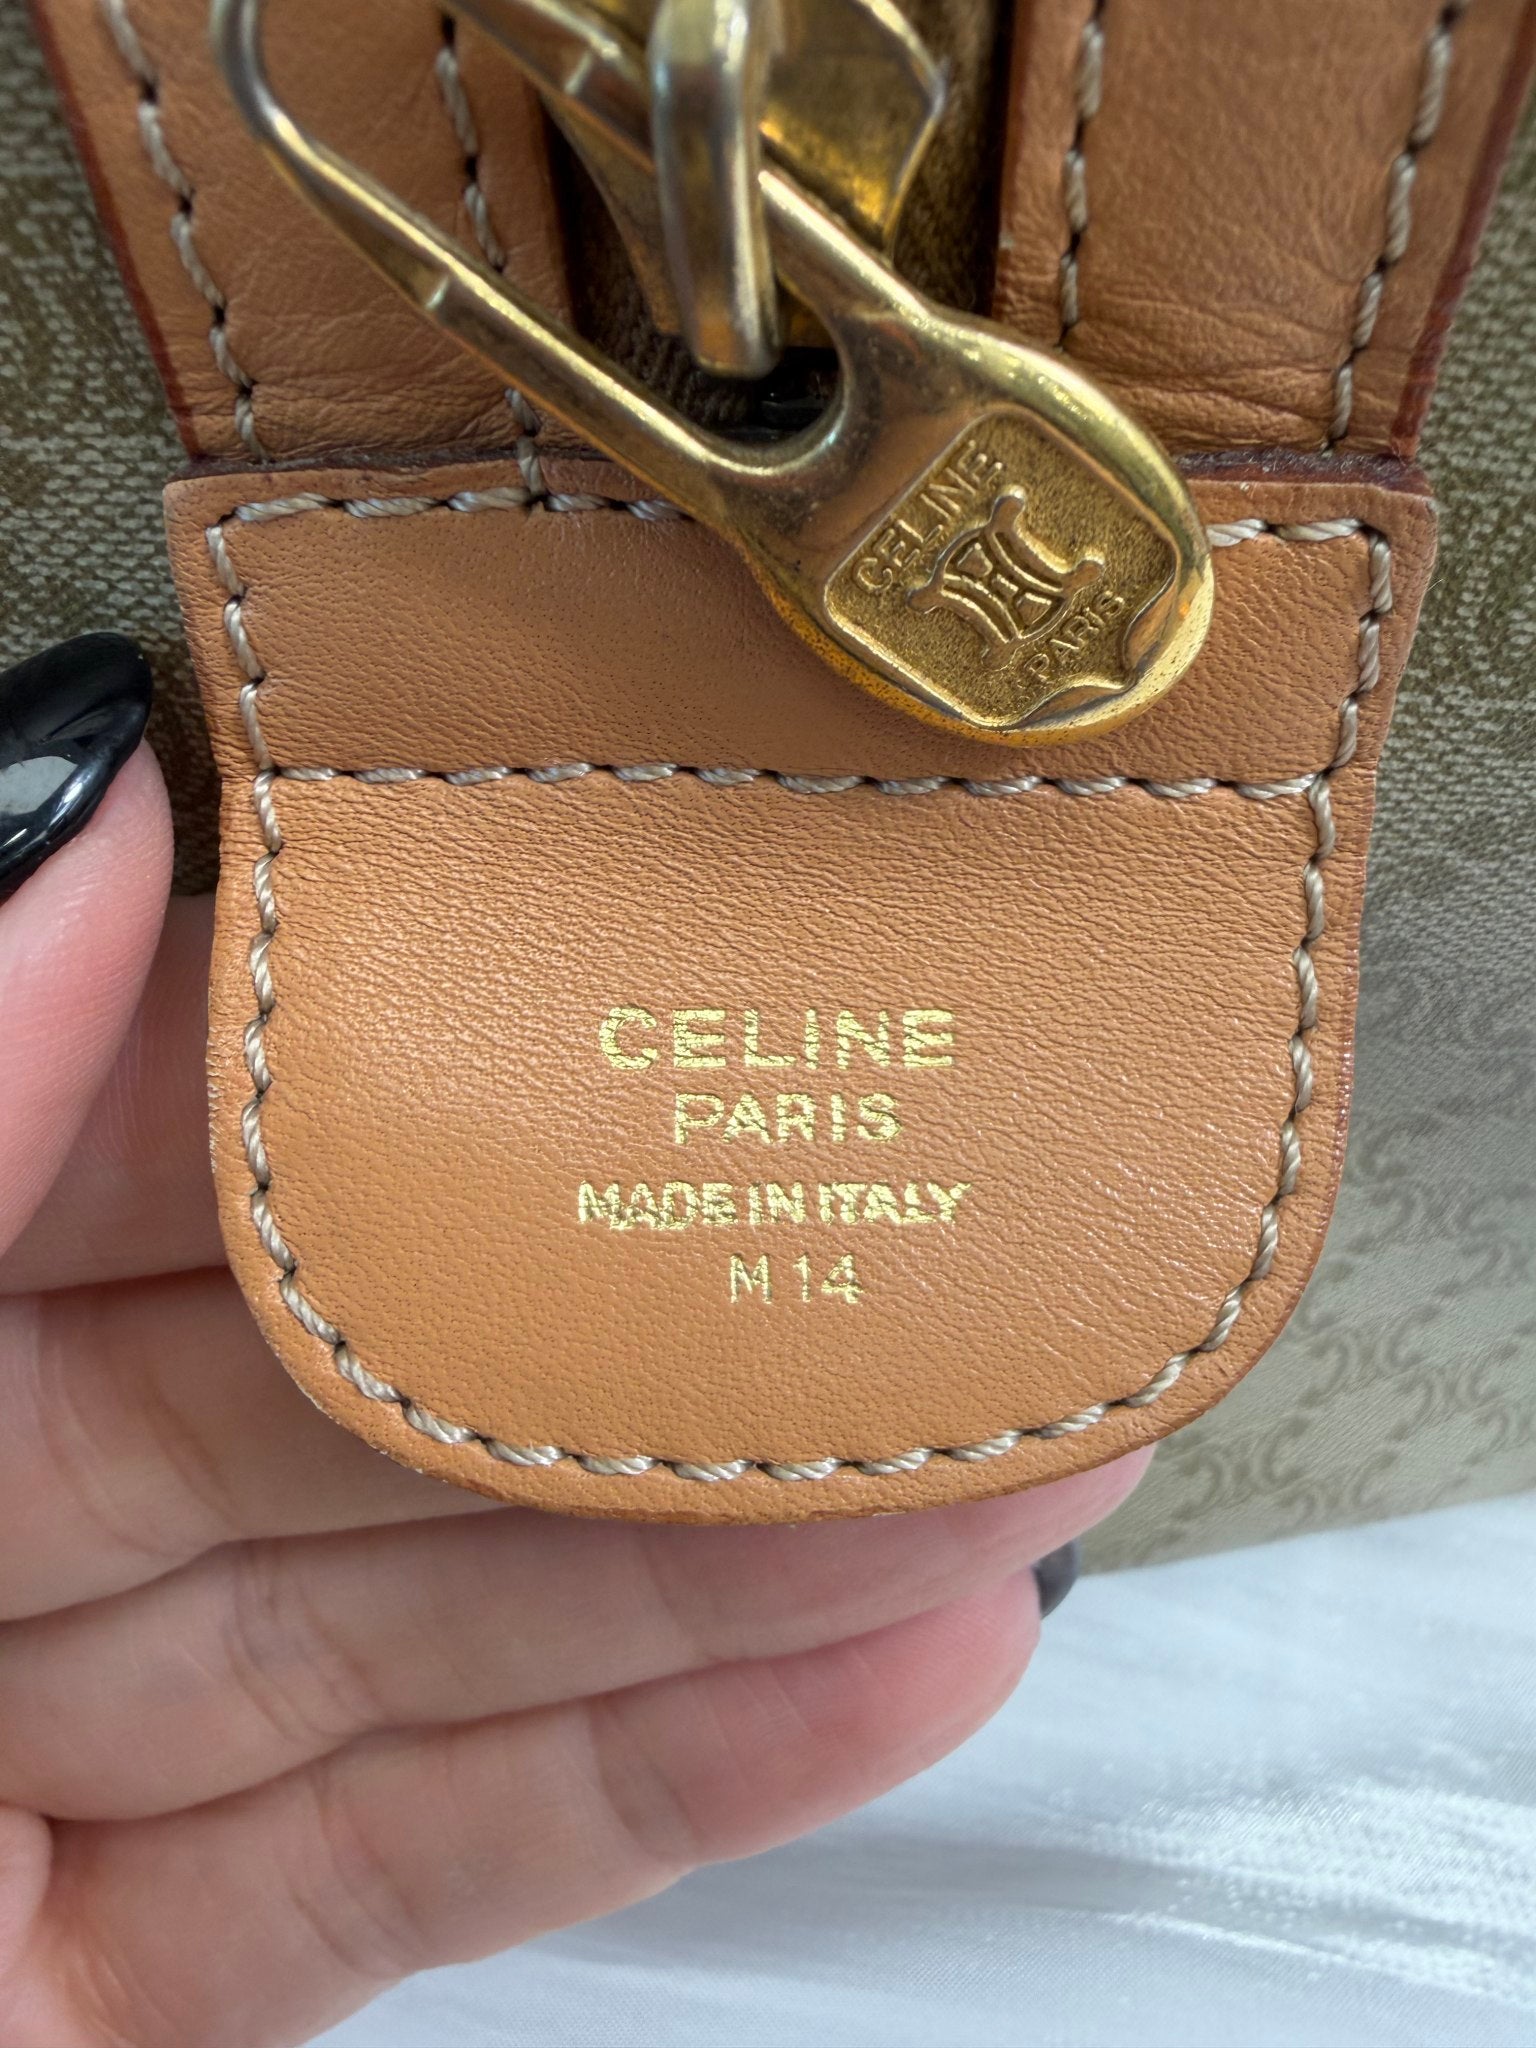 CELINE
PARIS
CELINE
PARIS
MADE IN ITALY
M14